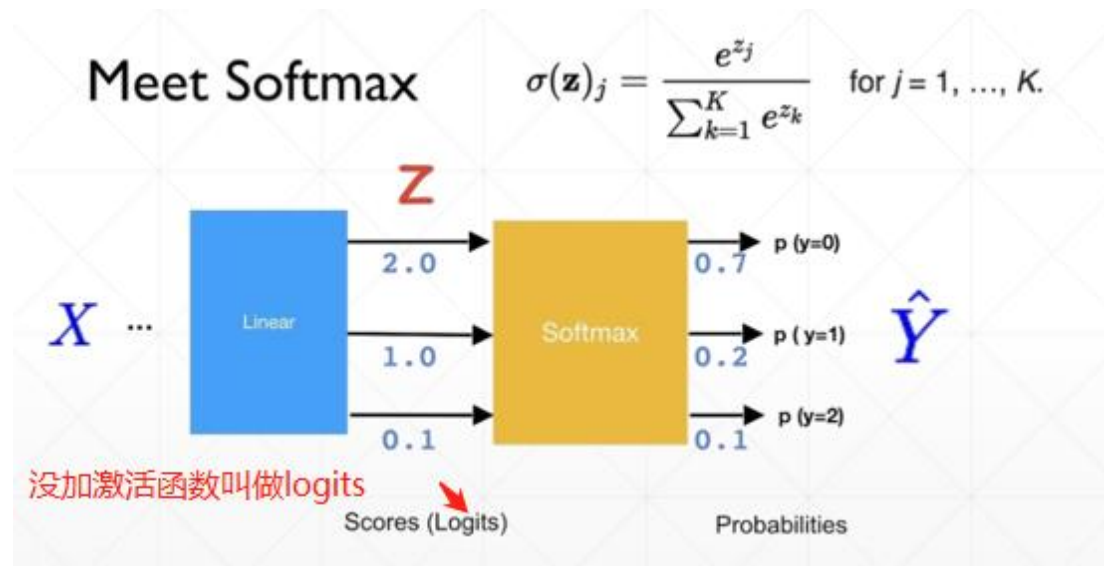 Meet Softmax
σ(z)_j = e^{z_j} / ∑_{k=1}^{K} e^{z_k} for j = 1, ..., K.
Z
2.0
0.7
p (y=0)
X
...
Linear
1.0
Softmax
0.2
p ( y=1)
Ŷ
0.1
0.1
p (y=2)
没加激活函数叫做logits
Scores (Logits)
Probabilities